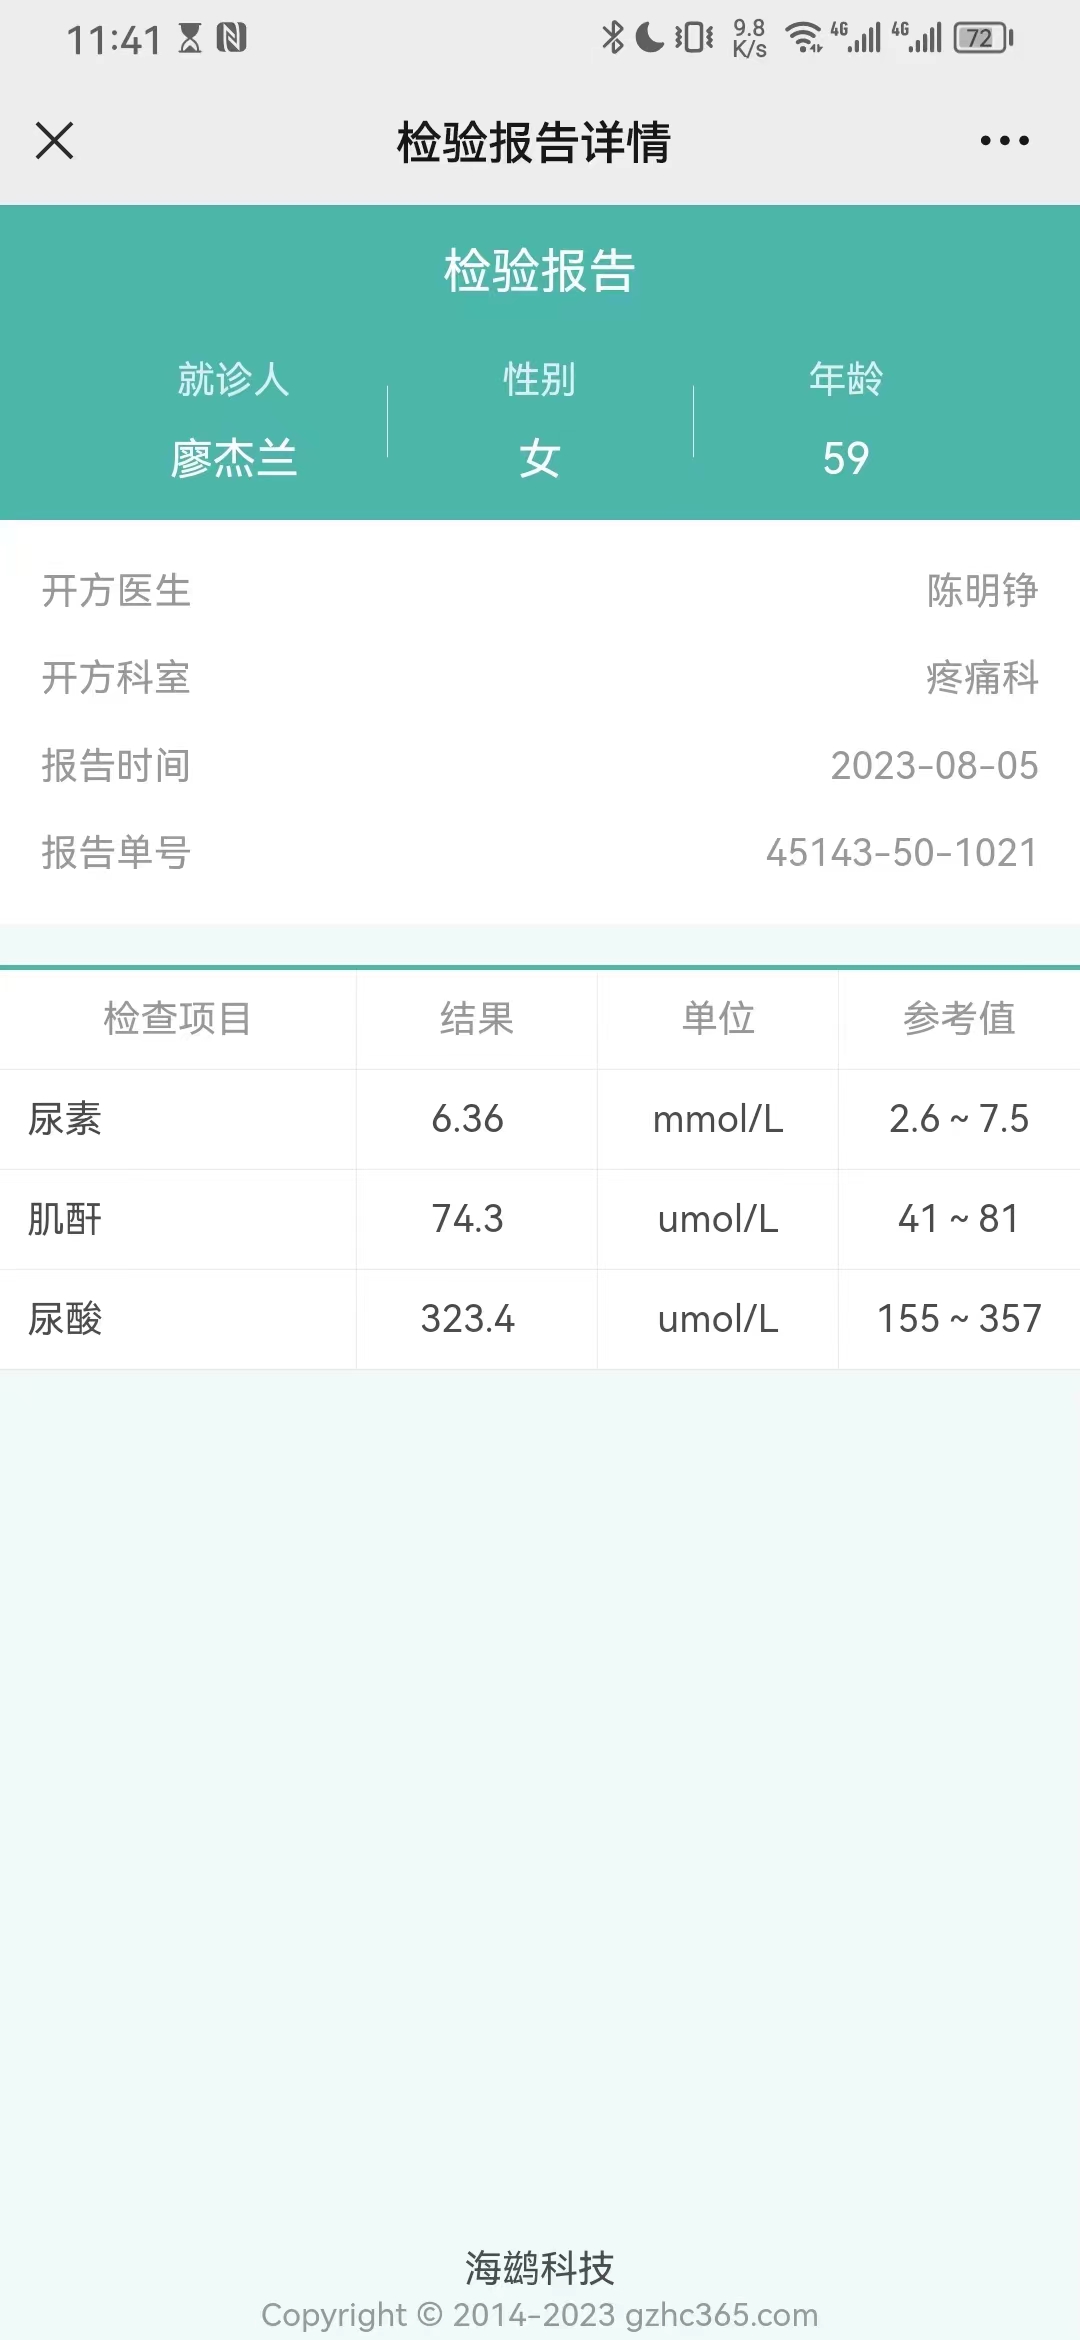 11:41 9.8 K/s 4G 4G 72
检验报告详情
检验报告
就诊人 性别 年龄
廖杰兰 女 59
开方医生 陈明铮
开方科室 疼痛科
报告时间 2023-08-05
报告单号 45143-50-1021
检查项目 结果 单位 参考值
尿素 6.36 mmol/L 2.6 ~ 7.5
肌酐 74.3 umol/L 41 ~ 81
尿酸 323.4 umol/L 155 ~ 357
海鹚科技
Copyright © 2014-2023 gzhc365.com